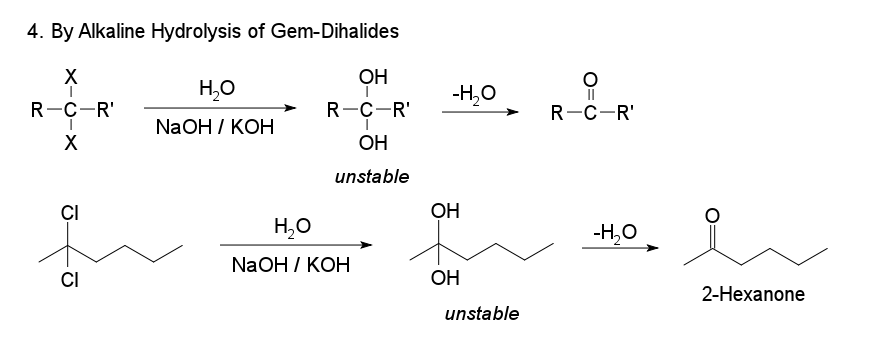 4. By Alkaline Hydrolysis of Gem-Dihalides
X
R-C-R'
X
H₂O
NaOH / KOH
OH
R-C-R'
OH
unstable
-H₂O
O
R-C-R'
Cl
Cl
H₂O
NaOH / KOH
OH
OH
unstable
-H₂O
O
2-Hexanone